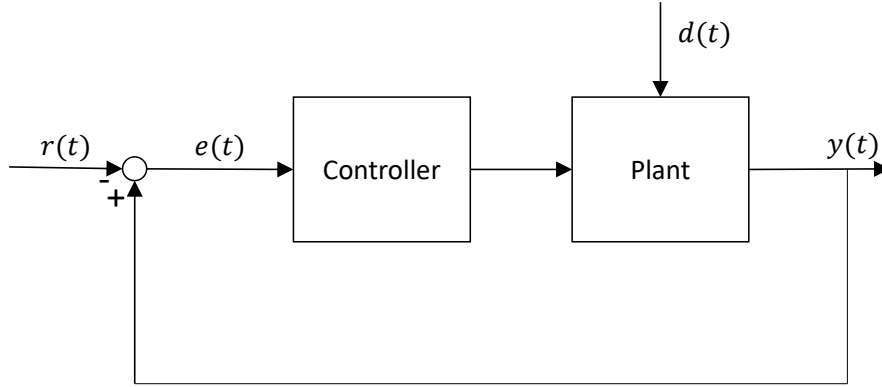 d(t)
r(t)
e(t)
y(t)
-
+
Controller
Plant